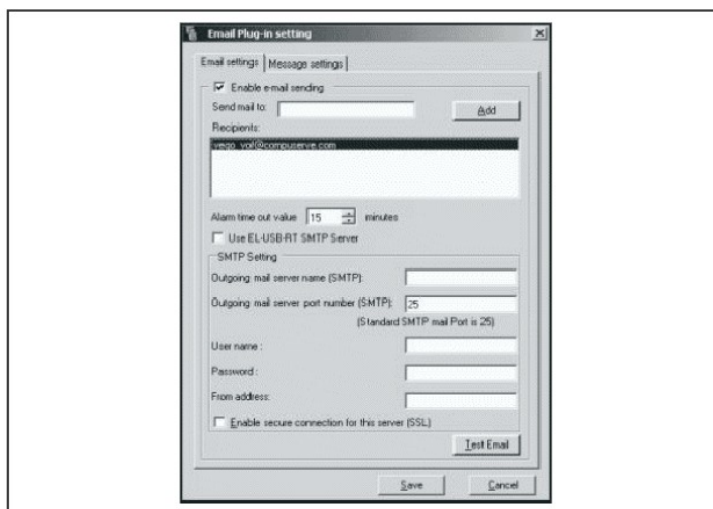 Email Plug-in setting
Email settings
Message settings
Enable e-mail sending
Send mail to:
Add
Recipients:
Alarm time out value 15 minutes
Use EL-USB-RT SMTP Server
SMTP Setting
Outgoing mail server name (SMTP):
Outgoing mail server port number (SMTP): 25
(Standard SMTP mail Port is 25)
User name :
Password :
From address:
Enable secure connection for this server (SSL)
Test Email
Save
Cancel